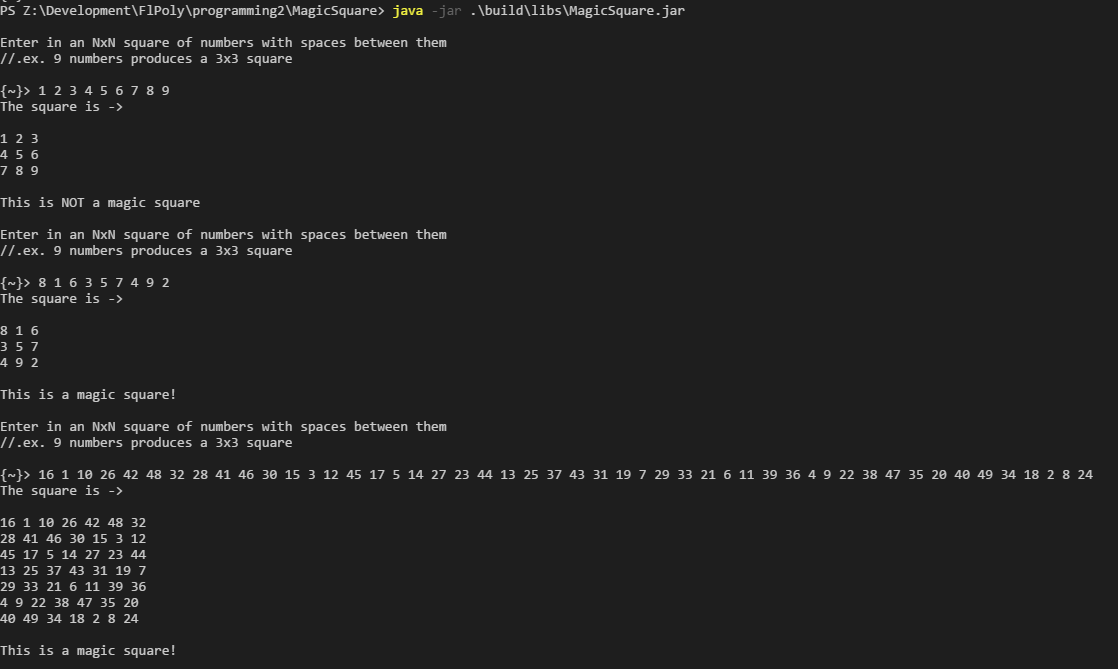 PS Z:\Development\FlPoly\programming2\MagicSquare> java -jar .\build\libs\MagicSquare.jar
Enter in an NxN square of numbers with spaces between them
//.ex. 9 numbers produces a 3x3 square
{~}> 1 2 3 4 5 6 7 8 9
The square is ->
1 2 3
4 5 6
7 8 9
This is NOT a magic square
Enter in an NxN square of numbers with spaces between them
//.ex. 9 numbers produces a 3x3 square
{~}> 8 1 6 3 5 7 4 9 2
The square is ->
8 1 6
3 5 7
4 9 2
This is a magic square!
Enter in an NxN square of numbers with spaces between them
//.ex. 9 numbers produces a 3x3 square
{~}> 16 1 10 26 42 48 32 28 41 46 30 15 3 12 45 17 5 14 27 23 44 13 25 37 43 31 19 7 29 33 21 6 11 39 36 4 9 22 38 47 35 20 40 49 34 18 2 8 24
The square is ->
16 1 10 26 42 48 32
28 41 46 30 15 3 12
45 17 5 14 27 23 44
13 25 37 43 31 19 7
29 33 21 6 11 39 36
4 9 22 38 47 35 20
40 49 34 18 2 8 24
This is a magic square!